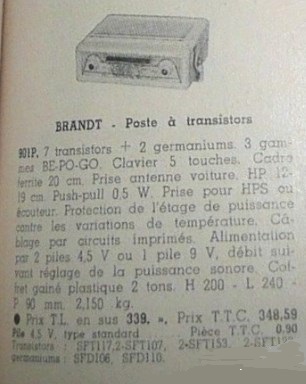 BRANDT - Poste à transistors
901P, 7 transistors + 2 germaniums. 3 gam-
mes BE-PO-GO. Clavier 5 touches. Cadre
ferrite 20 cm. Prise antenne voiture. HP 12-
19 cm. Push-pull 0,5 W. Prise pour HPS ou
écouteur. Protection de l'étage de puissance
contre les variations de température. Câ-
blage par circuits imprimés. Alimentation
par 2 piles 4,5 V ou 1 pile 9 V, débit sui-
vant réglage de la puissance sonore. Cof-
fret gainé plastique 2 tons. H 200 - L 240 -
P 90 mm. 2,150 kg.
● Prix T.L. en sus 339, », Prix T.T.C. 348,59
Pile 4,5 V, type standard Pièce T.T.C. 0.90
Transistors : SFT117,2-SFT107, 2-SFT153, 2-SFT
germaniums : SFD106, SFD110.